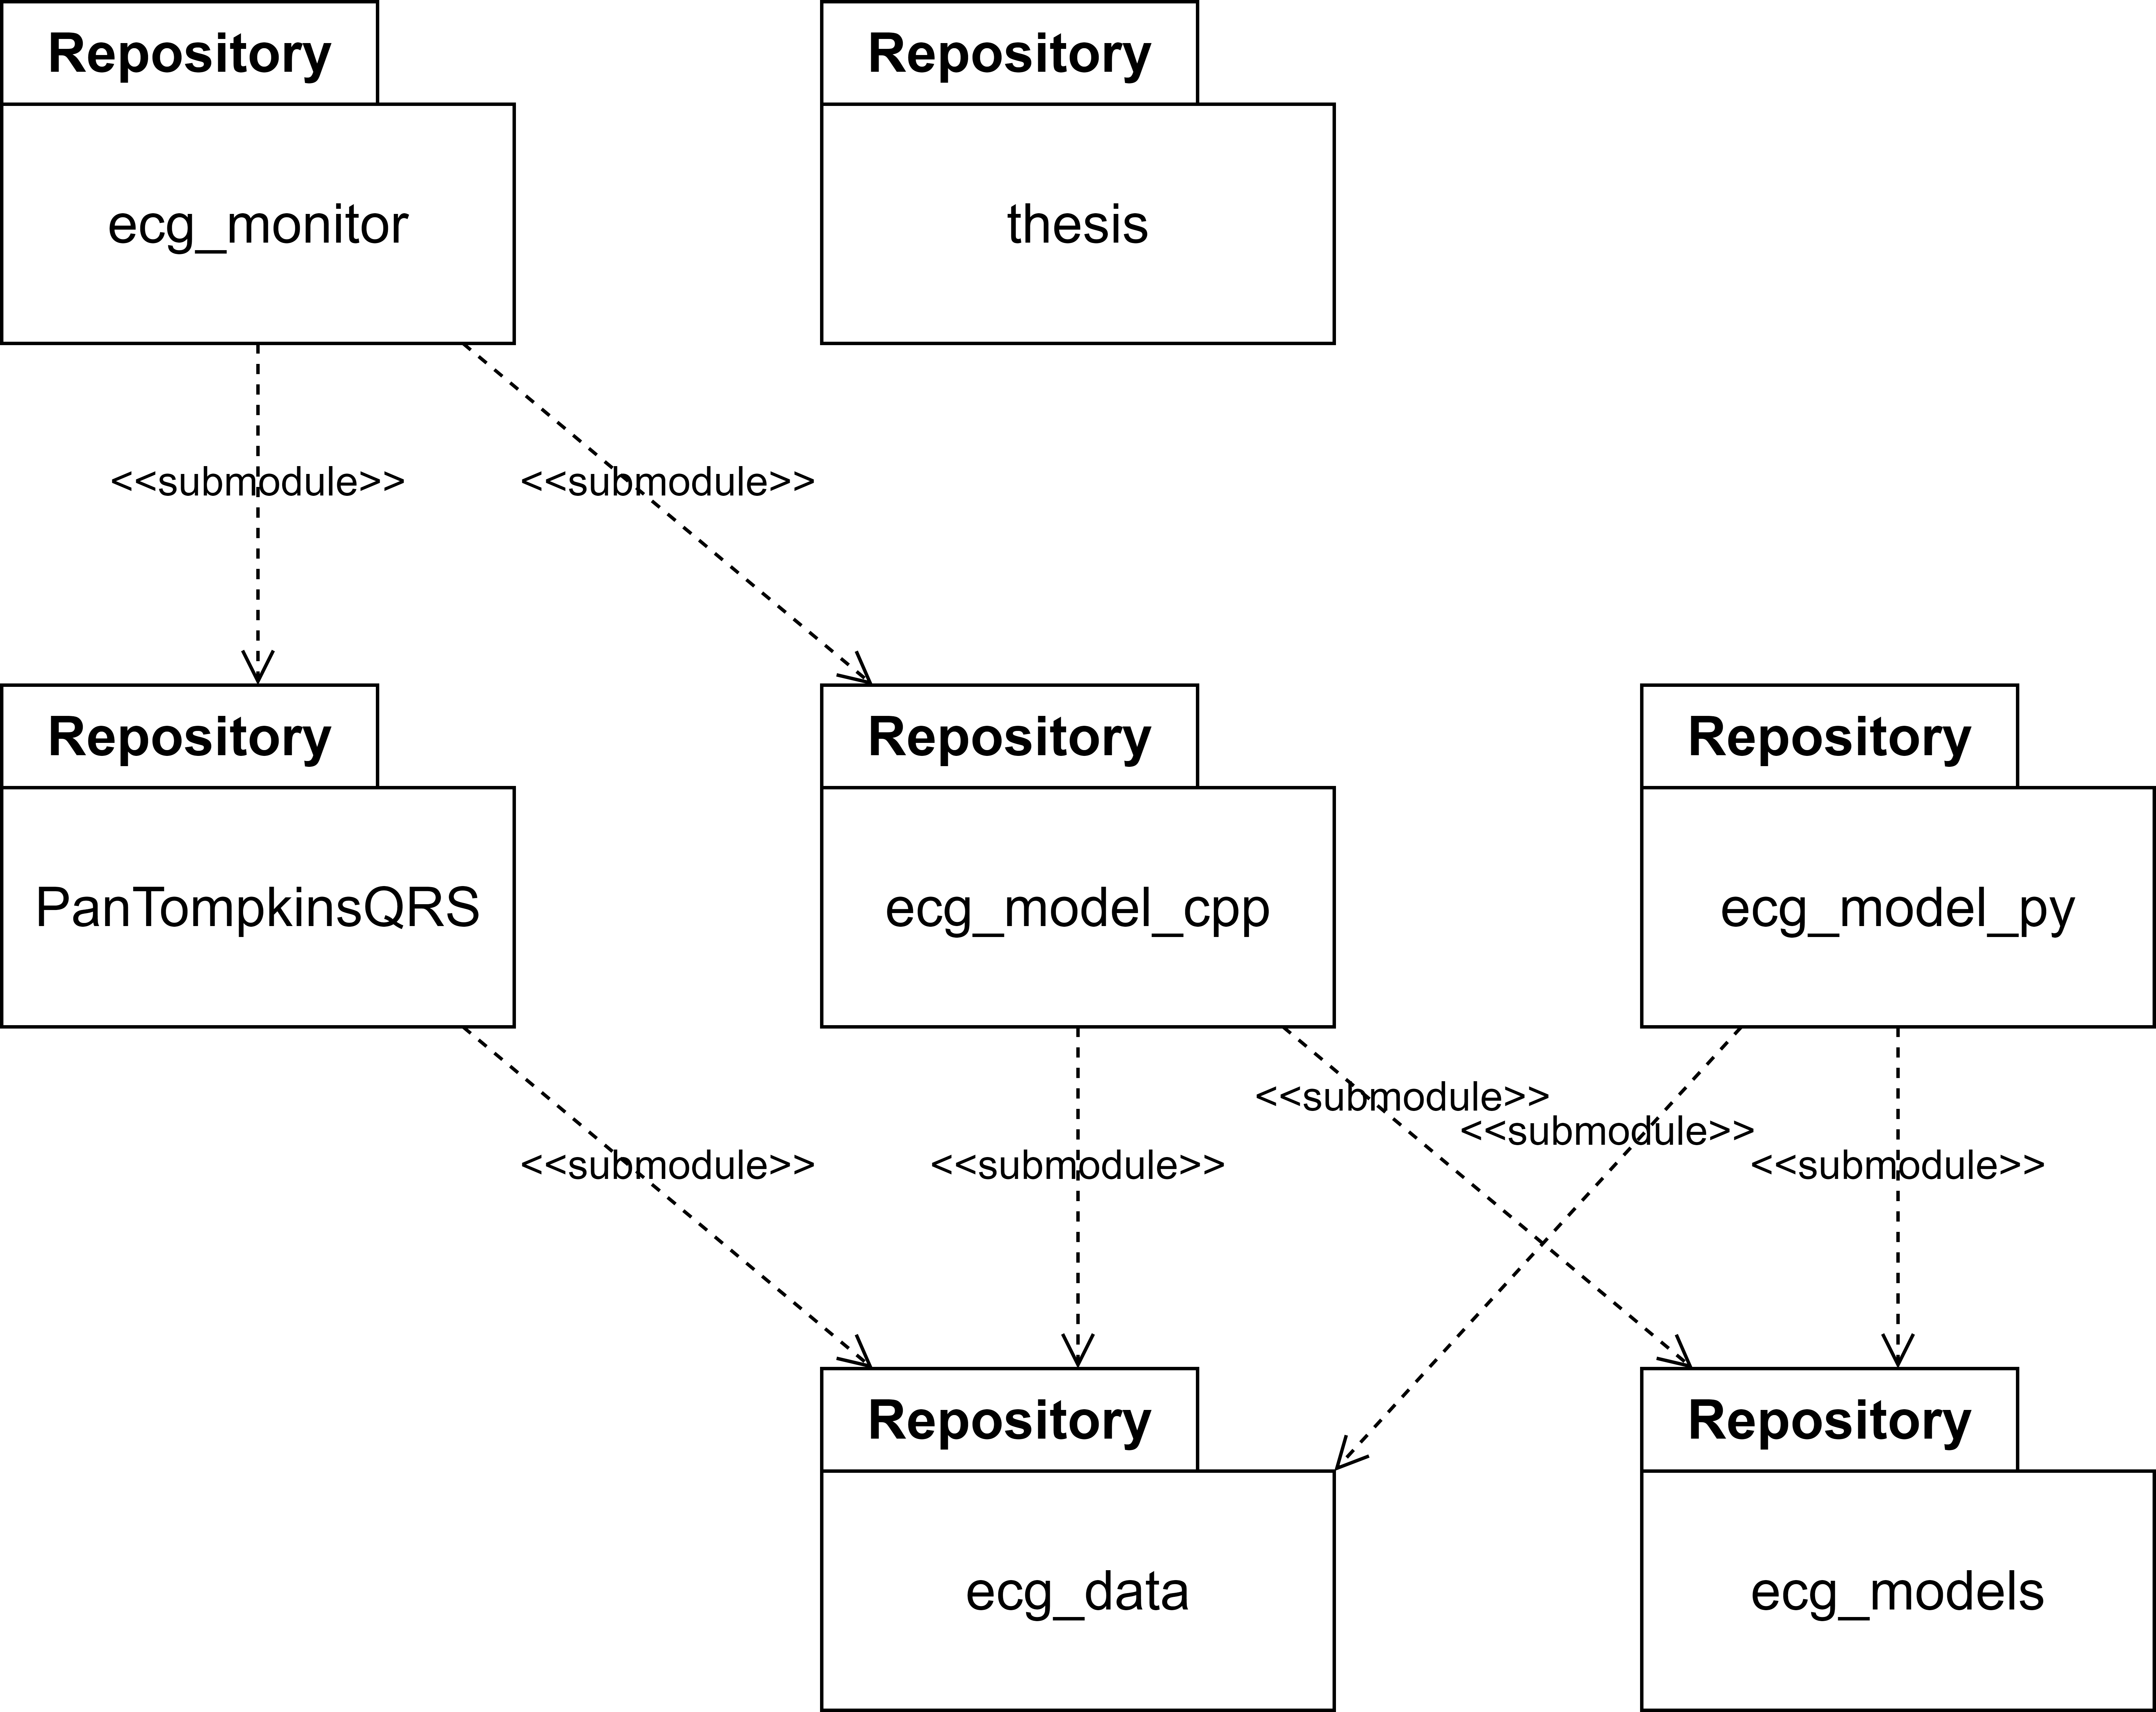 Repository
Repository
ecg_monitor
thesis
<<submodule>>
<<submodule>>
Repository
Repository
Repository
PanTompkinsQRS
ecg_model_cpp
ecg_model_py
<<submodule>>
<<submodule>>
<<submodule>>
<<submodule>>
<<submodule>>
Repository
Repository
ecg_data
ecg_models